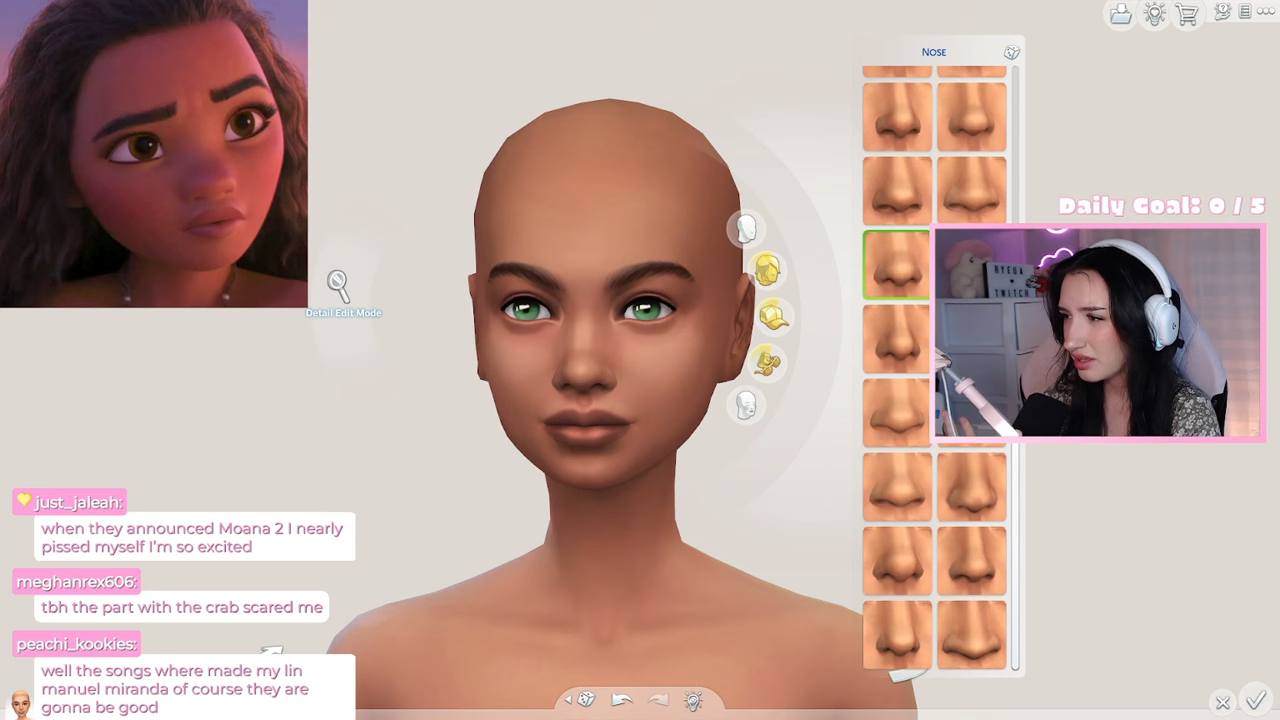 NOSE
Daily Goal: 0 / 5
HYEUA
TWITCH
Detail Edit Mode
just_jaleah:
when they announced Moana 2 I nearly
pissed myself I'm so excited
meghanrex606:
tbh the part with the crab scared me
peachi_kookies:
well the songs where made my lin
manuel miranda of course they are
gonna be good